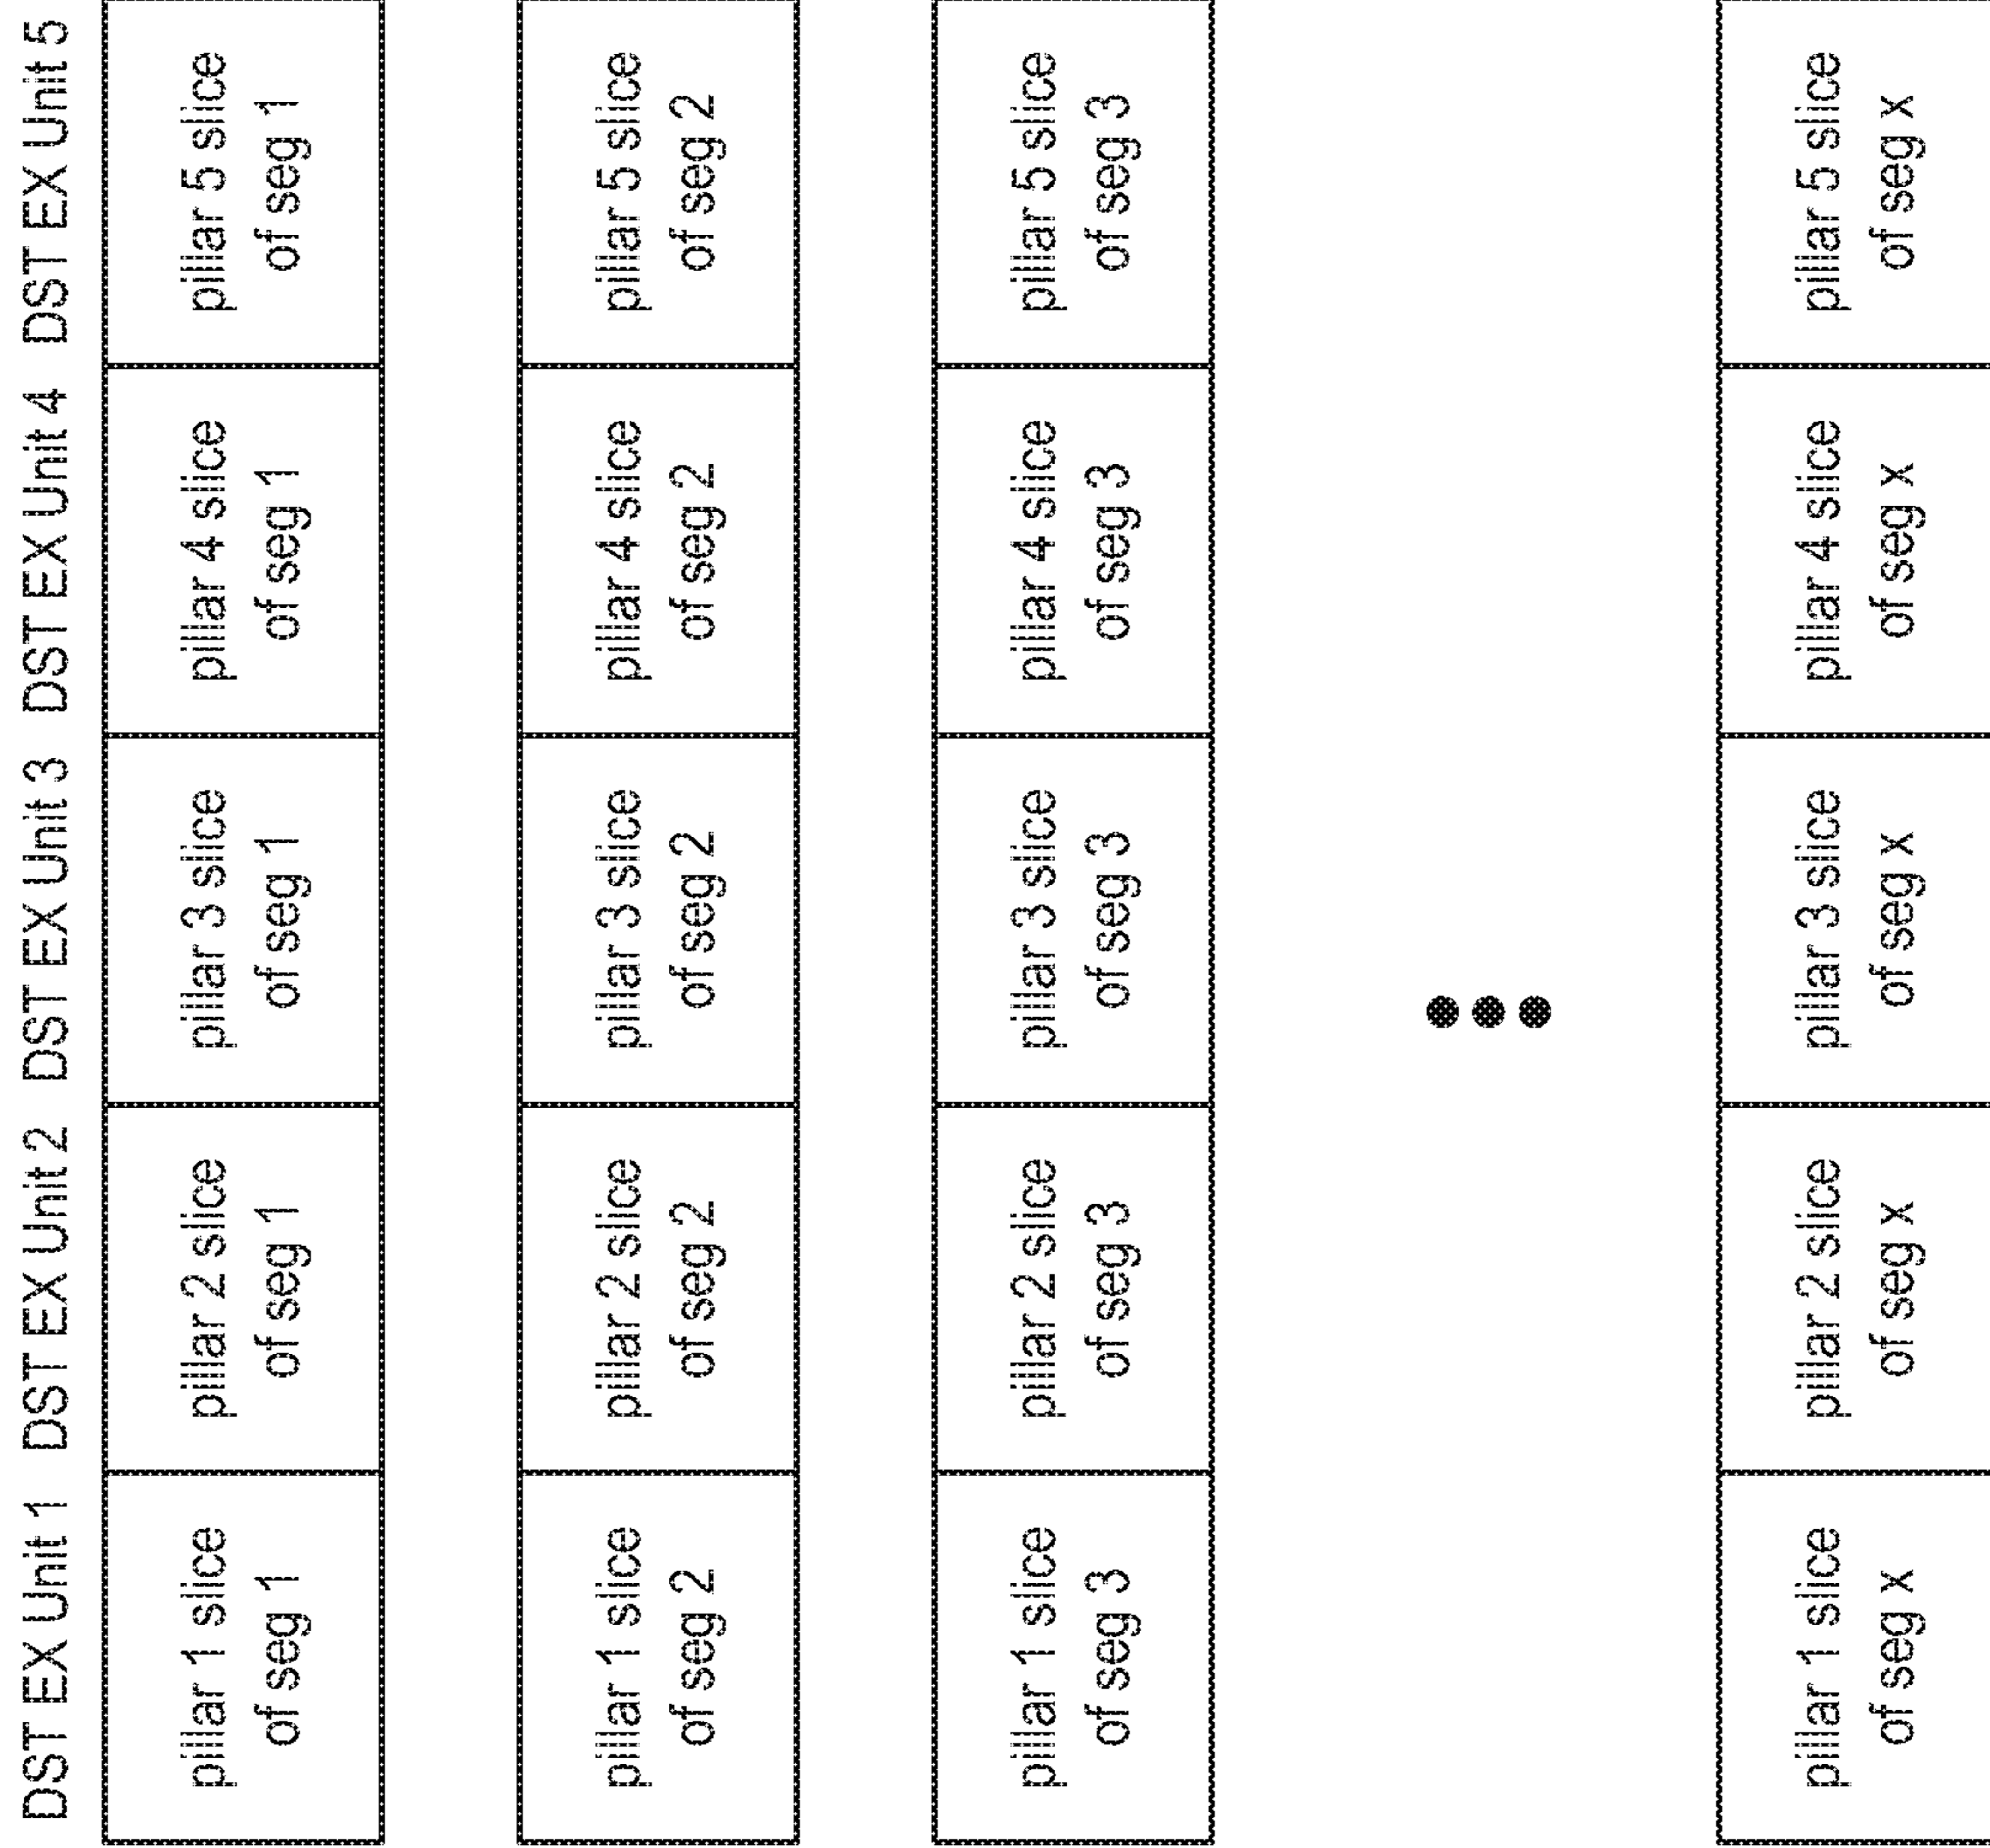 DST EX Unit 1 DST EX Unit 2 DST EX Unit 3 DST EX Unit 4 DST EX Unit 5
pillar 1 slice
of seg 1
pillar 2 slice
of seg 1
pillar 3 slice
of seg 1
pillar 4 slice
of seg 1
pillar 5 slice
of seg 1
pillar 1 slice
of seg 2
pillar 2 slice
of seg 2
pillar 3 slice
of seg 2
pillar 4 slice
of seg 2
pillar 5 slice
of seg 2
pillar 1 slice
of seg 3
pillar 2 slice
of seg 3
pillar 3 slice
of seg 3
pillar 4 slice
of seg 3
pillar 5 slice
of seg 3
pillar 1 slice
of seg x
pillar 2 slice
of seg x
pillar 3 slice
of seg x
pillar 4 slice
of seg x
pillar 5 slice
of seg x